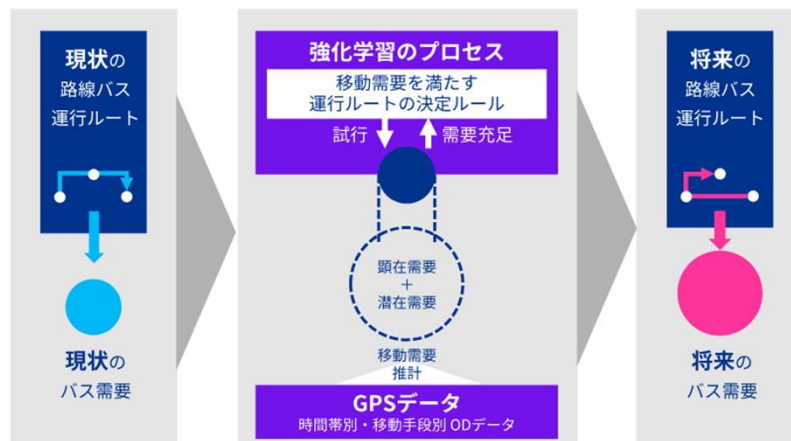 現状の
路線バス
運行ルート
現状の
バス需要
強化学習のプロセス
移動需要を満たす
運行ルートの決定ルール
試行
需要充足
顕在需要
+
潜在需要
移動需要
推計
GPSデータ
時間帯別・移動手段別 ODデータ
将来の
路線バス
運行ルート
将来の
バス需要